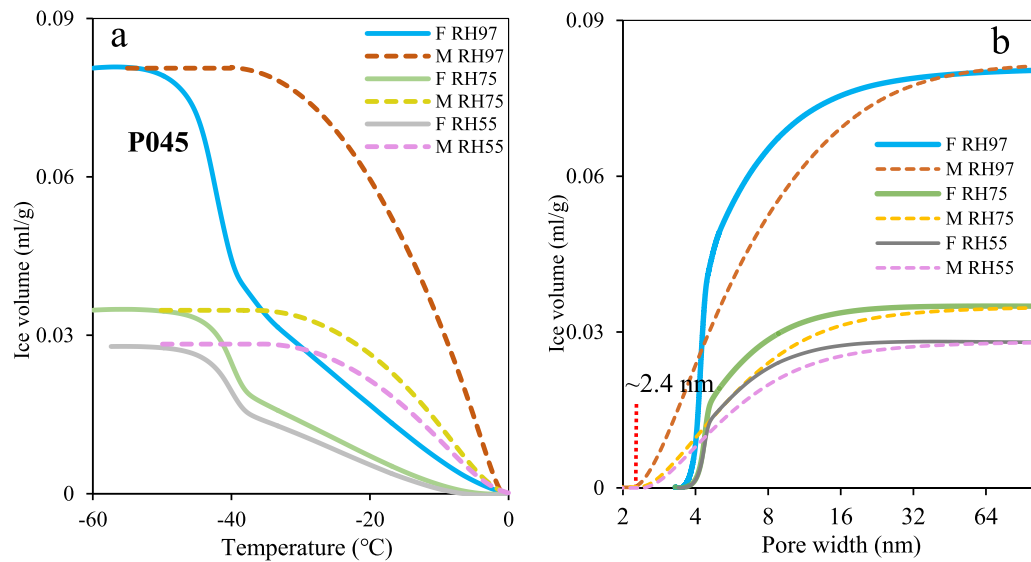 a
0.09
0.06
0.03
0
Ice volume (ml/g)
-60
-40
-20
0
Temperature (℃)
P045
F RH97
M RH97
F RH75
M RH75
F RH55
M RH55
b
0.09
0.06
0.03
0
Ice volume (ml/g)
2
4
8
16
32
64
Pore width (nm)
~2.4 nm
F RH97
M RH97
F RH75
M RH75
F RH55
M RH55